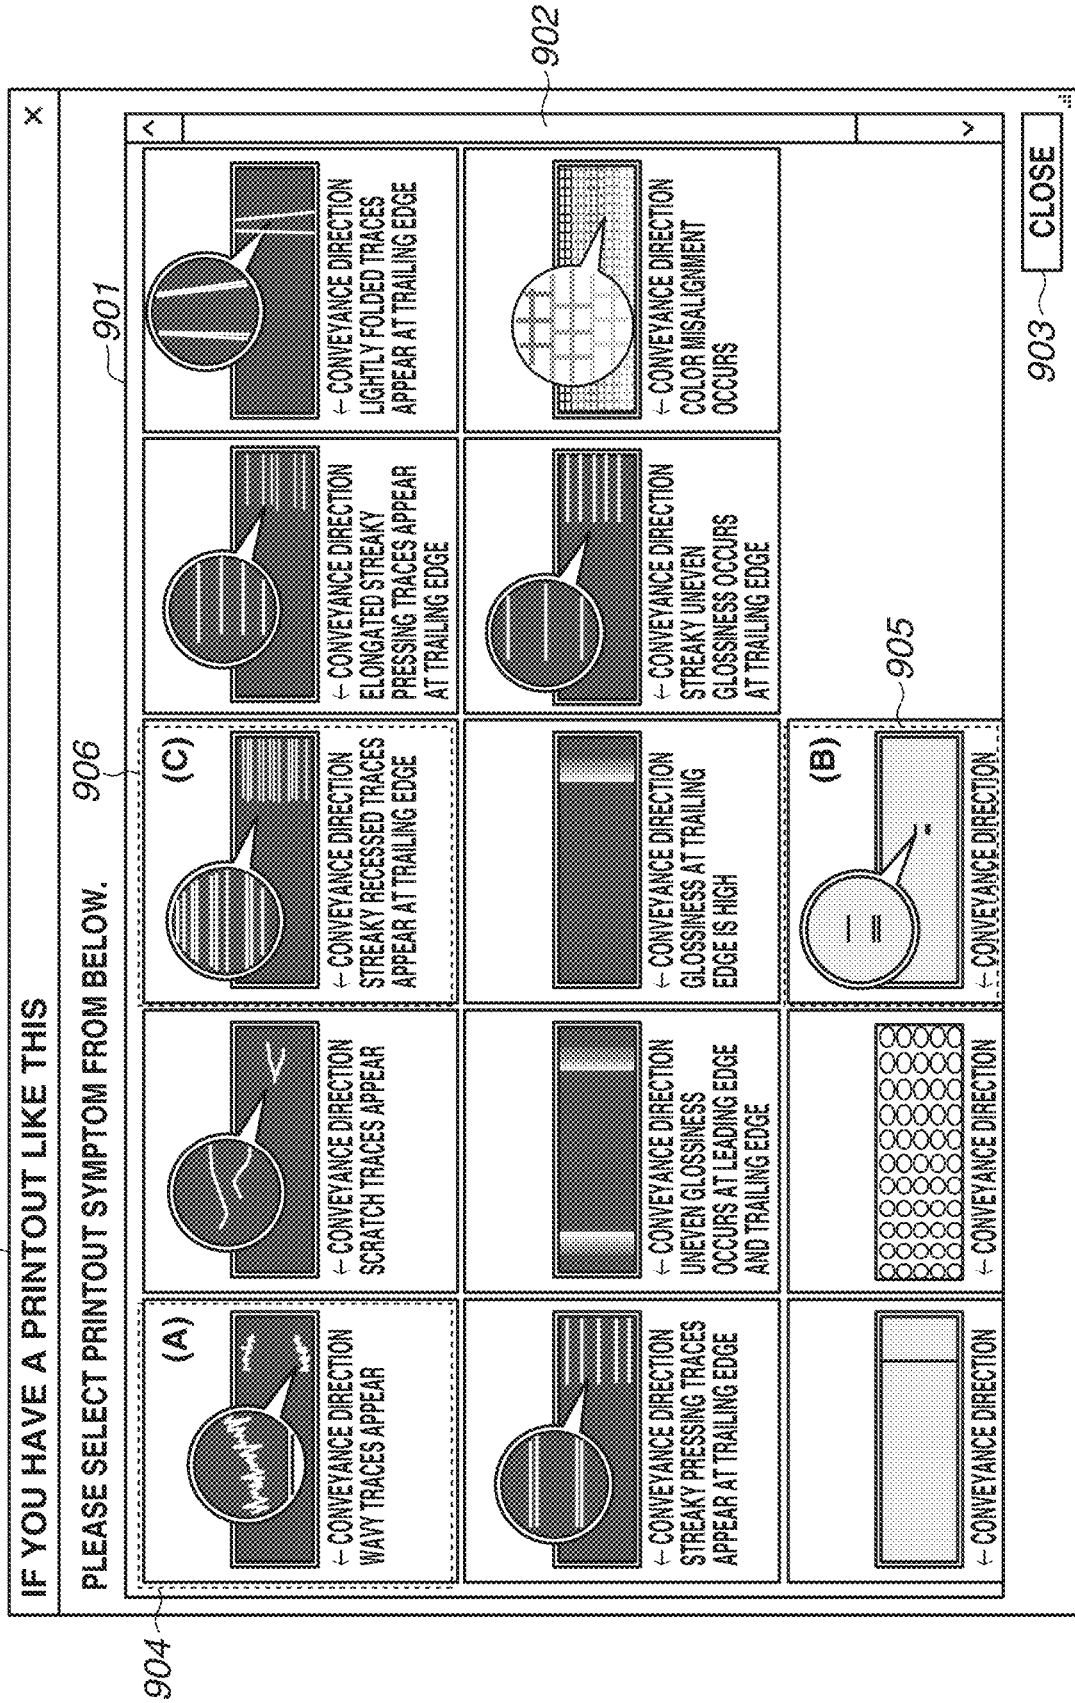 IF YOU HAVE A PRINTOUT LIKE THIS
×
PLEASE SELECT PRINTOUT SYMPTOM FROM BELOW.
906
901
904
(A)
← CONVEYANCE DIRECTION
WAVY TRACES APPEAR
← CONVEYANCE DIRECTION
SCRATCH TRACES APPEAR
(C)
← CONVEYANCE DIRECTION
STREAKY RECESSED TRACES
APPEAR AT TRAILING EDGE
← CONVEYANCE DIRECTION
ELONGATED STREAKY
PRESSING TRACES APPEAR
AT TRAILING EDGE
← CONVEYANCE DIRECTION
LIGHTLY FOLDED TRACES
APPEAR AT TRAILING EDGE
902
← CONVEYANCE DIRECTION
STREAKY PRESSING TRACES
APPEAR AT TRAILING EDGE
← CONVEYANCE DIRECTION
UNEVEN GLOSSINESS
OCCURS AT LEADING EDGE
AND TRAILING EDGE
← CONVEYANCE DIRECTION
GLOSSINESS AT TRAILING
EDGE IS HIGH
← CONVEYANCE DIRECTION
STREAKY UNEVEN
GLOSSINESS OCCURS
AT TRAILING EDGE
← CONVEYANCE DIRECTION
COLOR MISALIGNMENT
OCCURS
← CONVEYANCE DIRECTION
← CONVEYANCE DIRECTION
(B)
← CONVEYANCE DIRECTION
905
903
CLOSE